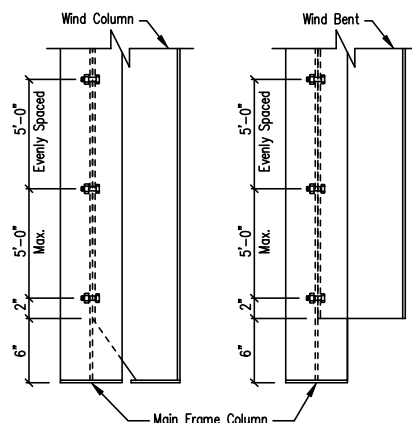 Wind Column
Wind Bent
5'-0"
Evenly Spaced
5'-0"
Max.
2"
6"
5'-0"
Evenly Spaced
5'-0"
Max.
2"
6"
Main Frame Column